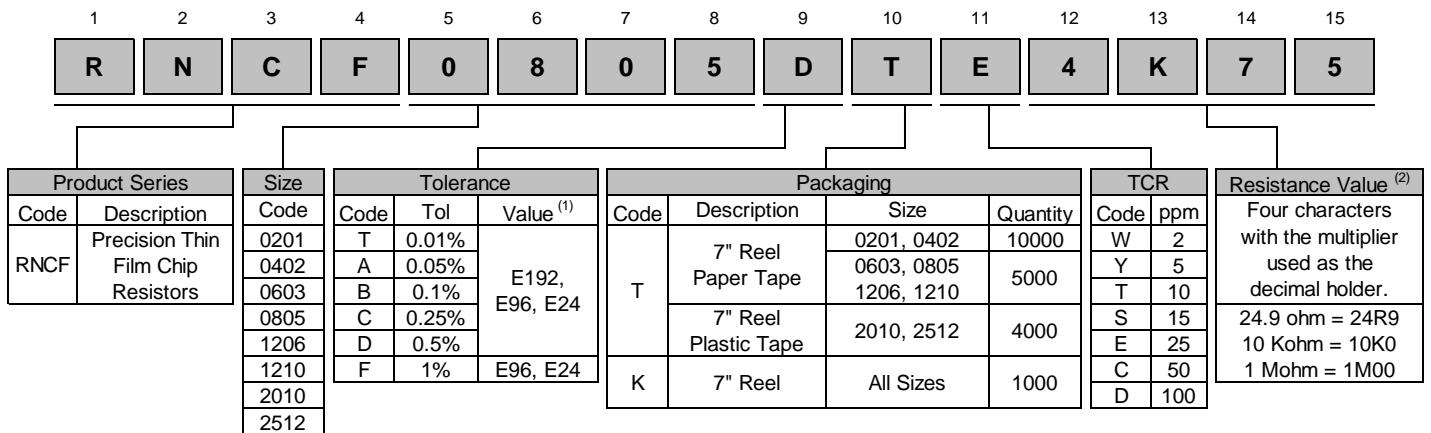 1 2 3 4 5 6 7 8 9 10 11 12 13 14 15
R N C F 0 8 0 5 D T E 4 K 7 5
Product Series
Code Description
RNCF Precision Thin
Film Chip
Resistors
Size
Code
0201
0402
0603
0805
1206
1210
2010
2512
Tolerance
Code Tol Value (1)
T 0.01%
A 0.05%
B 0.1%
C 0.25%
D 0.5%
E192,
E96, E24
F 1% E96, E24
Packaging
Code Description Size Quantity
T
7" Reel
Paper Tape
0201, 0402 10000
0603, 0805
1206, 1210
5000
7" Reel
Plastic Tape
2010, 2512 4000
K 7" Reel All Sizes 1000
TCR
Code ppm
W 2
Y 5
T 10
S 15
E 25
C 50
D 100
Resistance Value (2)
Four characters
with the multiplier
used as the
decimal holder.
24.9 ohm = 24R9
10 Kohm = 10K0
1 Mohm = 1M00